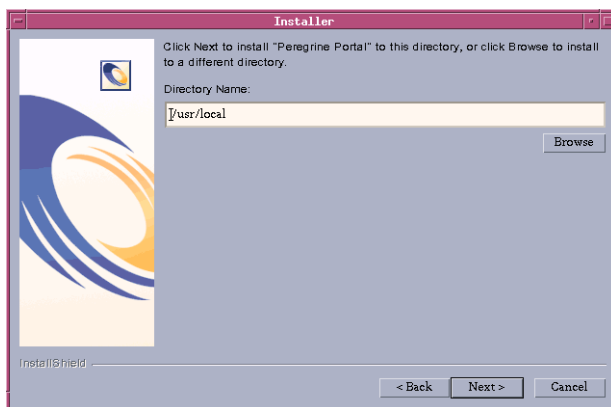 Installer
Click Next to install "Peregrine Portal" to this directory, or click Browse to install
to a different directory.
Directory Name:
/usr/local
Browse
InstallShield
< Back
Next >
Cancel